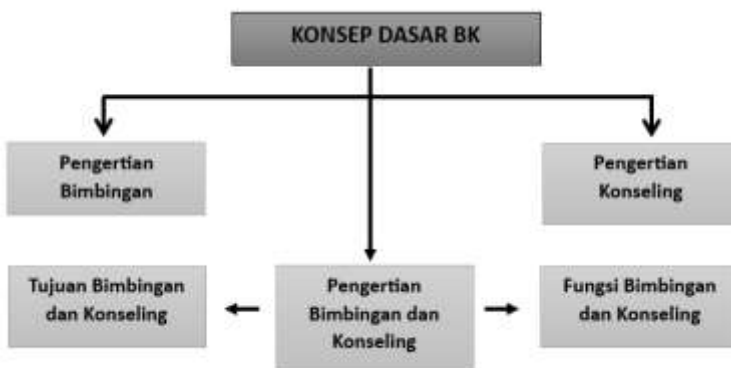 KONSEP DASAR BK
Pengertian
Bimbingan
Pengertian
Konseling
Tujuan Bimbingan
dan Konseling
Pengertian
Bimbingan dan
Konseling
Fungsi Bimbingan
dan Konseling